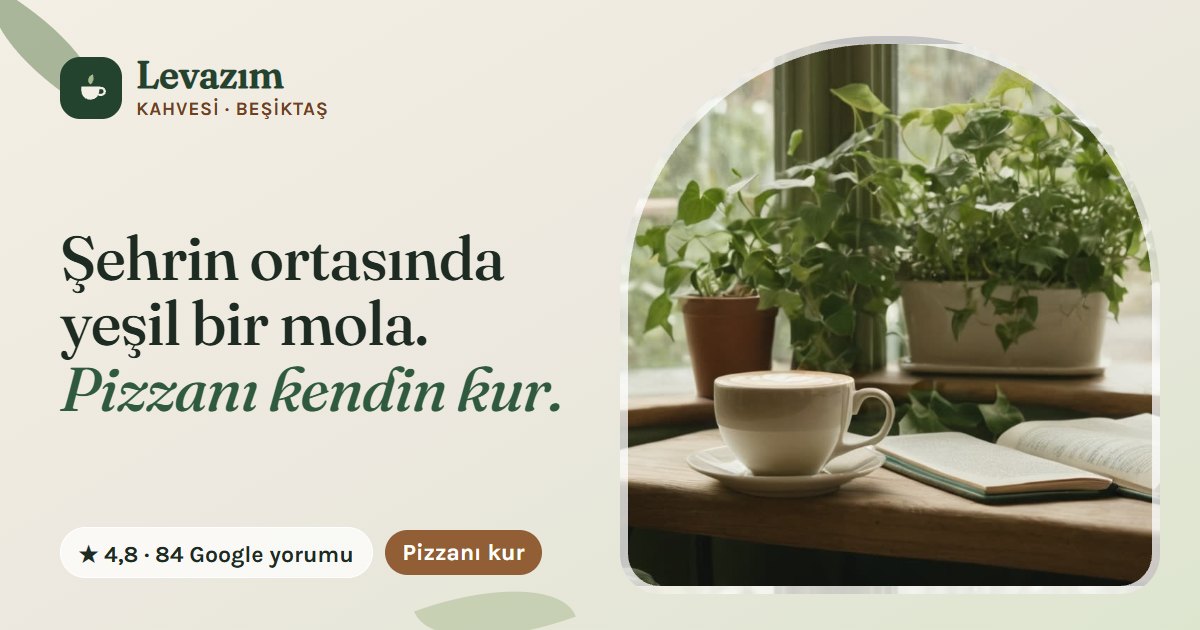 Levazım
KAHVESİ · BEŞİKTAŞ
Şehrin ortasında
yeşil bir mola.
Pizzanı kendin kur.
★ 4,8 · 84 Google yorumu
Pizzanı kur